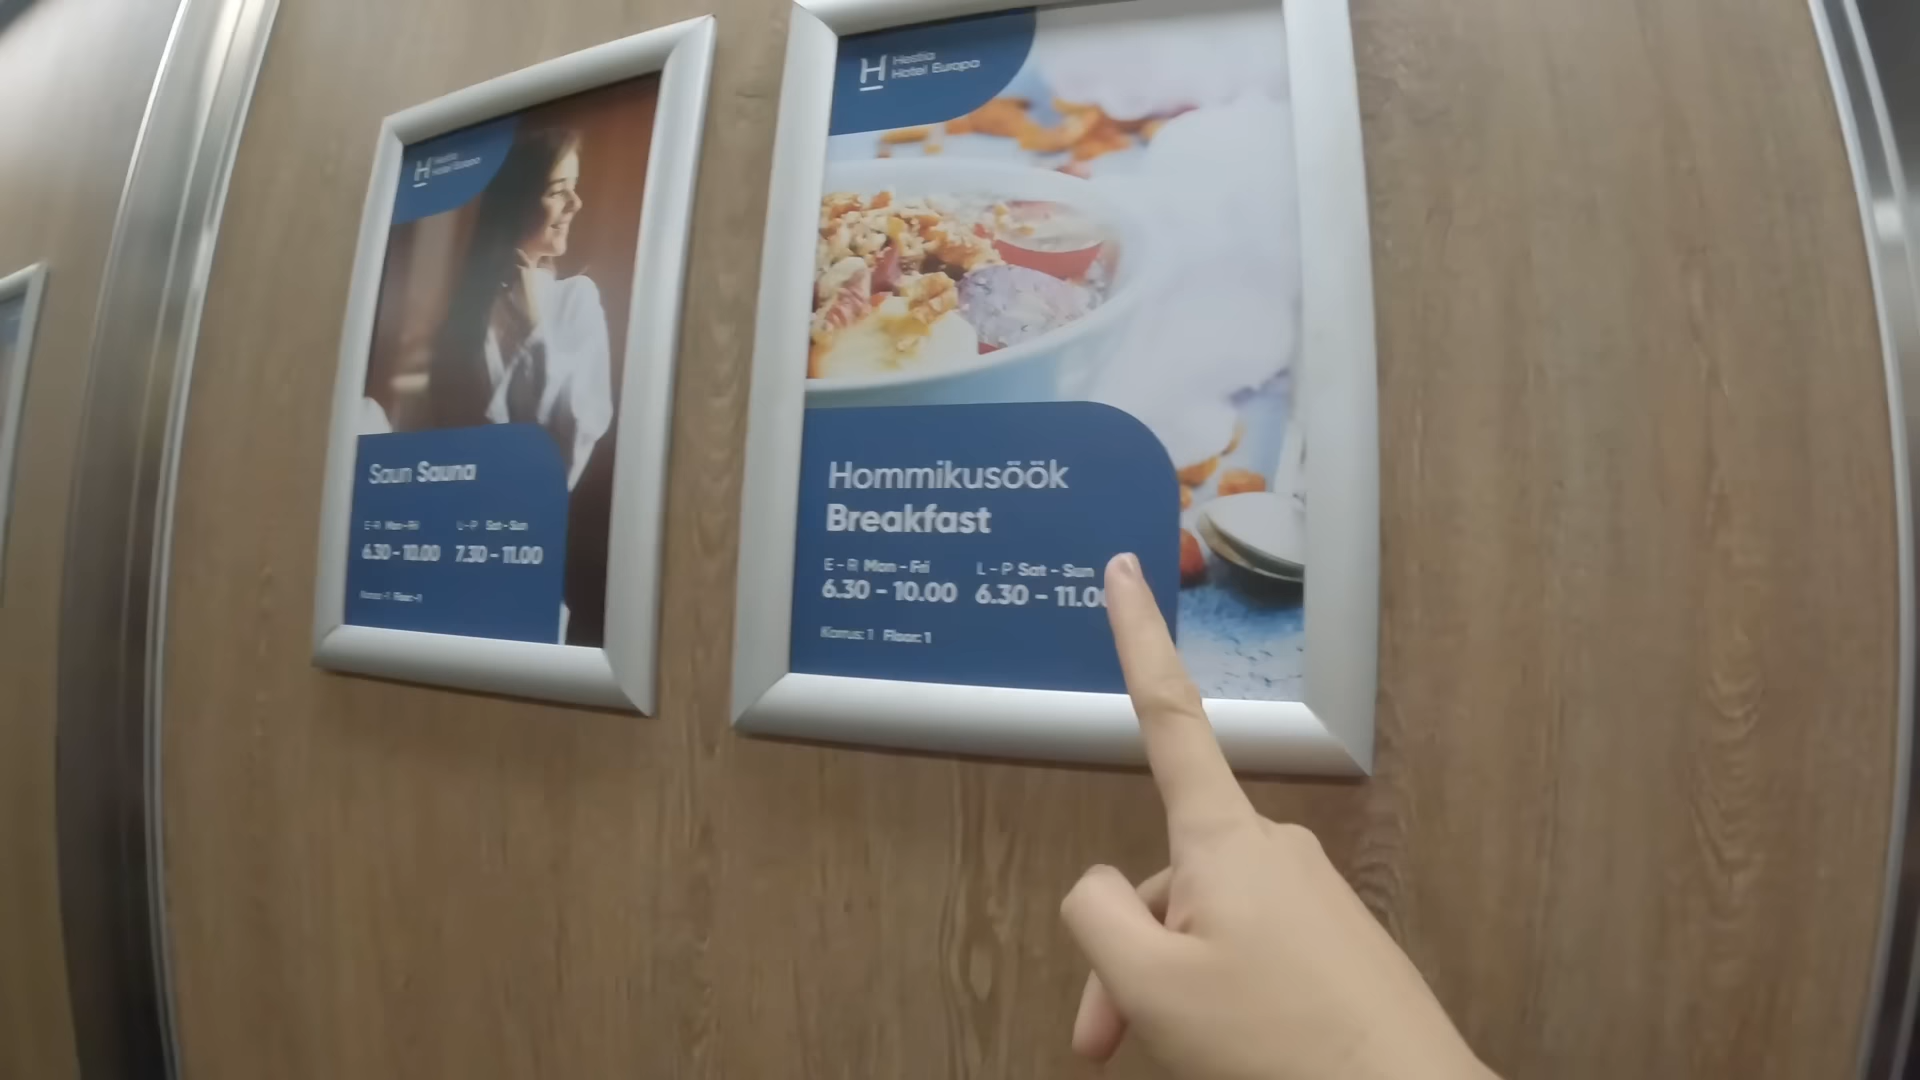 Hestia
Hotel Europa
Saun Sauna
E-R Mon-Fri L-P Sat-Sun
6.30 - 10.00 7.30 - 11.00
Korrus: -1 Floor: -1
Hestia
Hotel Europa
Hommikusöök
Breakfast
E - R Mon - Fri L - P Sat - Sun
6.30 - 10.00 6.30 - 11.00
Korrus: 1 Floor: 1